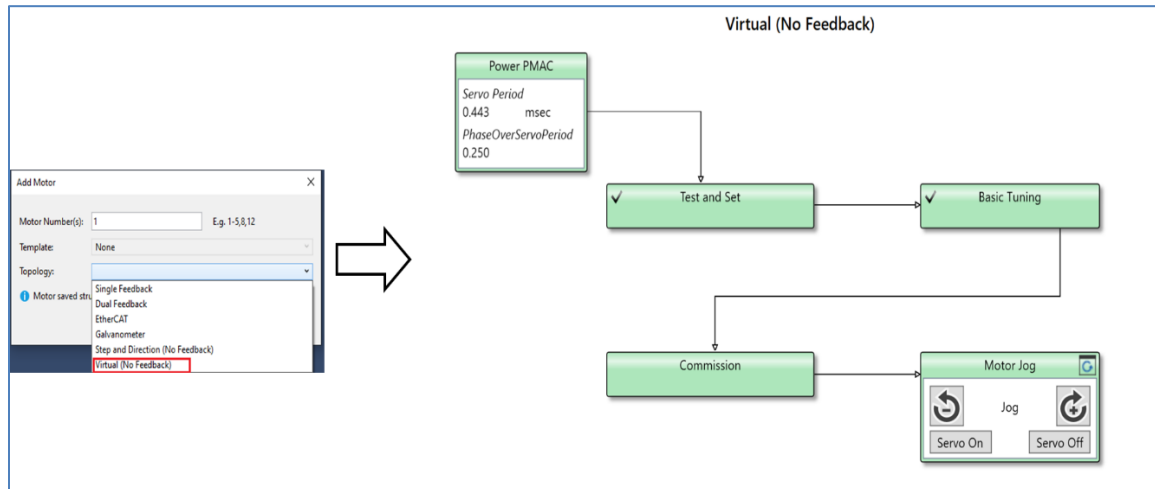 Virtual (No Feedback)
Power PMAC
Servo Period
0.443 msec
PhaseOverServoPeriod
0.250
Add Motor
Motor Number(s): 1 E.g. 1-5,8,12
Template: None
Topology:
Single Feedback
Dual Feedback
EtherCAT
Galvanometer
Step and Direction (No Feedback)
Virtual (No Feedback)
Motor saved stru
Test and Set
Basic Tuning
Commission
Motor Jog
Jog
Servo On
Servo Off